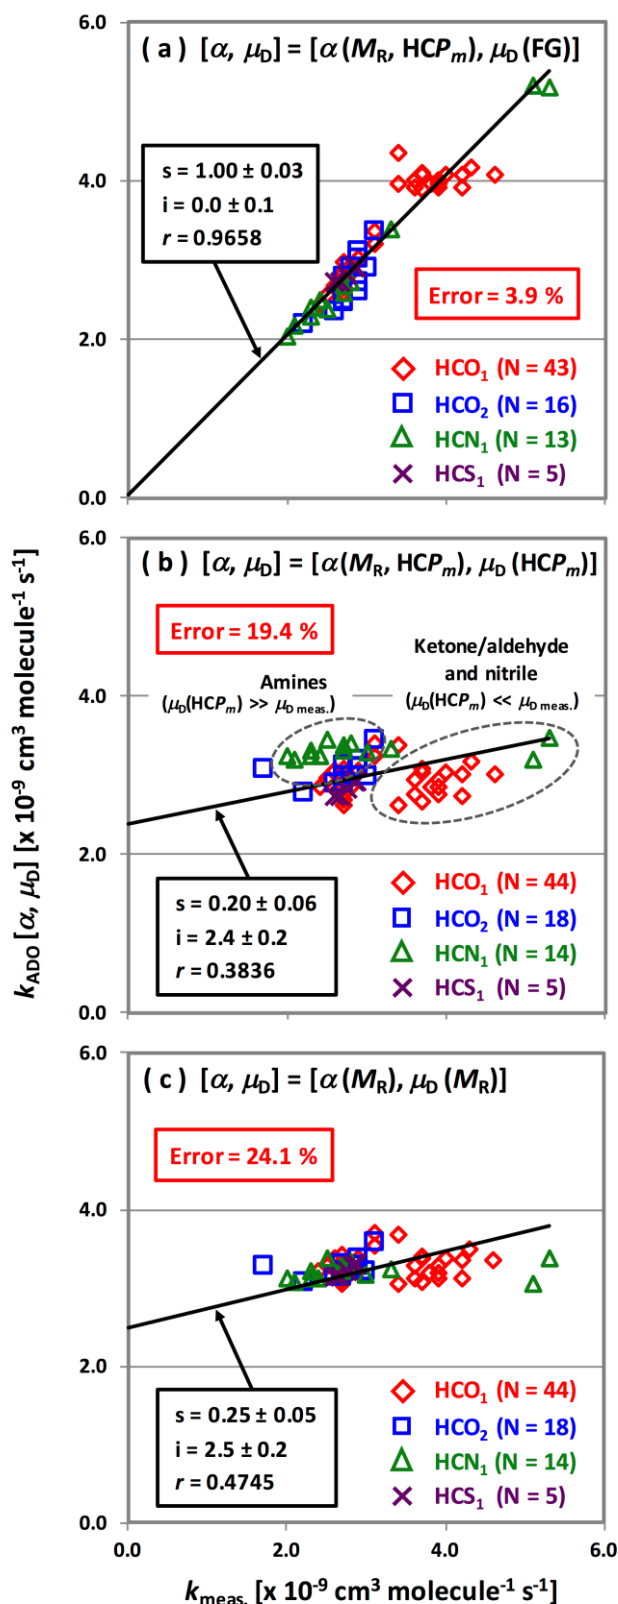 6.0
( a ) [α, μD] = [α (MR, HCPm), μD (FG)]
s = 1.00 ± 0.03
i = 0.0 ± 0.1
r = 0.9658
4.0
Error = 3.9 %
2.0
HCO1 (N = 43)
HCO2 (N = 16)
HCN1 (N = 13)
HCS1 (N = 5)
0.0
kADO [α, μD] [x 10-9 cm3 molecule-1 s-1]
6.0
( b ) [α, μD] = [α(MR, HCPm), μD (HCPm)]
Error = 19.4 %
Ketone/aldehyde
and nitrile
(μD(HCPm) << μD meas.)
Amines
(μD(HCPm) >> μD meas.)
4.0
2.0
s = 0.20 ± 0.06
i = 2.4 ± 0.2
r = 0.3836
HCO1 (N = 44)
HCO2 (N = 18)
HCN1 (N = 14)
HCS1 (N = 5)
0.0
6.0
( c ) [α, μD] = [α (MR), μD (MR)]
Error = 24.1 %
4.0
2.0
s = 0.25 ± 0.05
i = 2.5 ± 0.2
r = 0.4745
HCO1 (N = 44)
HCO2 (N = 18)
HCN1 (N = 14)
HCS1 (N = 5)
0.0
0.0 2.0 4.0 6.0
kmeas. [x 10-9 cm3 molecule-1 s-1]